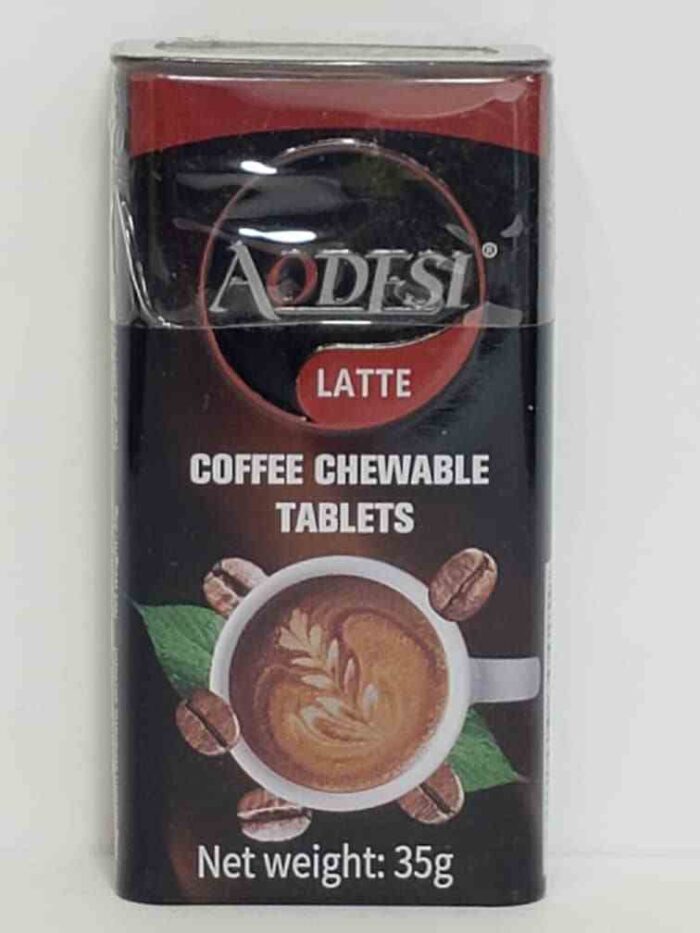 AODESI®
LATTE
COFFEE CHEWABLE
TABLETS
Net weight: 35g